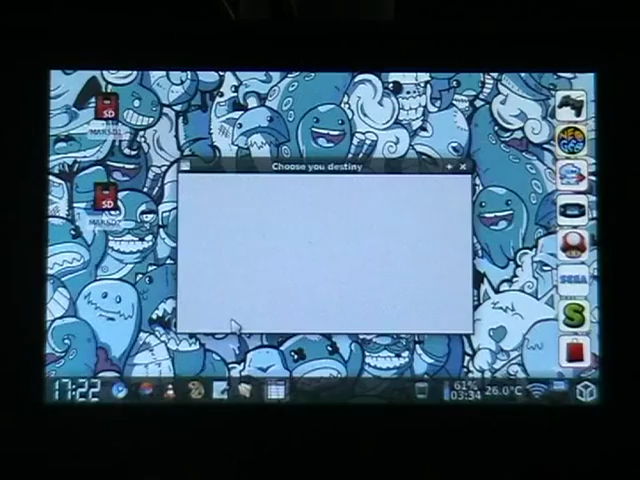 SD
Choose you destiny
NEO
GEO
SD
SEGA
S
17:22
61%
03:34
26.0°C